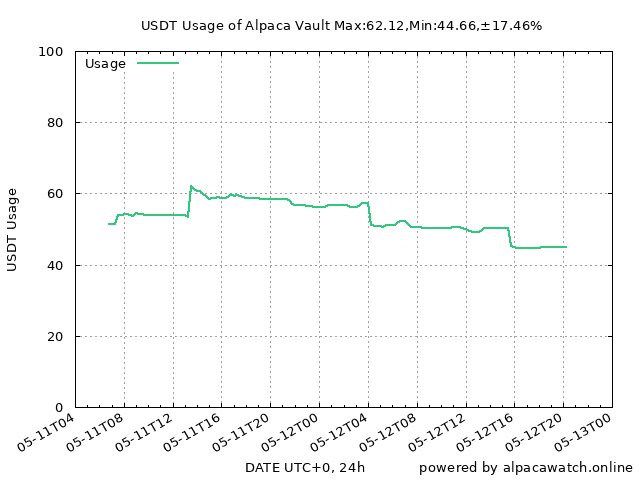 USDT Usage of Alpaca Vault Max:62.12,Min:44.66,±17.46%
Usage
100
80
60
40
20
0
USDT Usage
05-11T04
05-11T08
05-11T12
05-11T16
05-11T20
05-12T00
05-12T04
05-12T08
05-12T12
05-12T16
05-12T20
05-13T00
DATE UTC+0, 24h
powered by alpacawatch.online